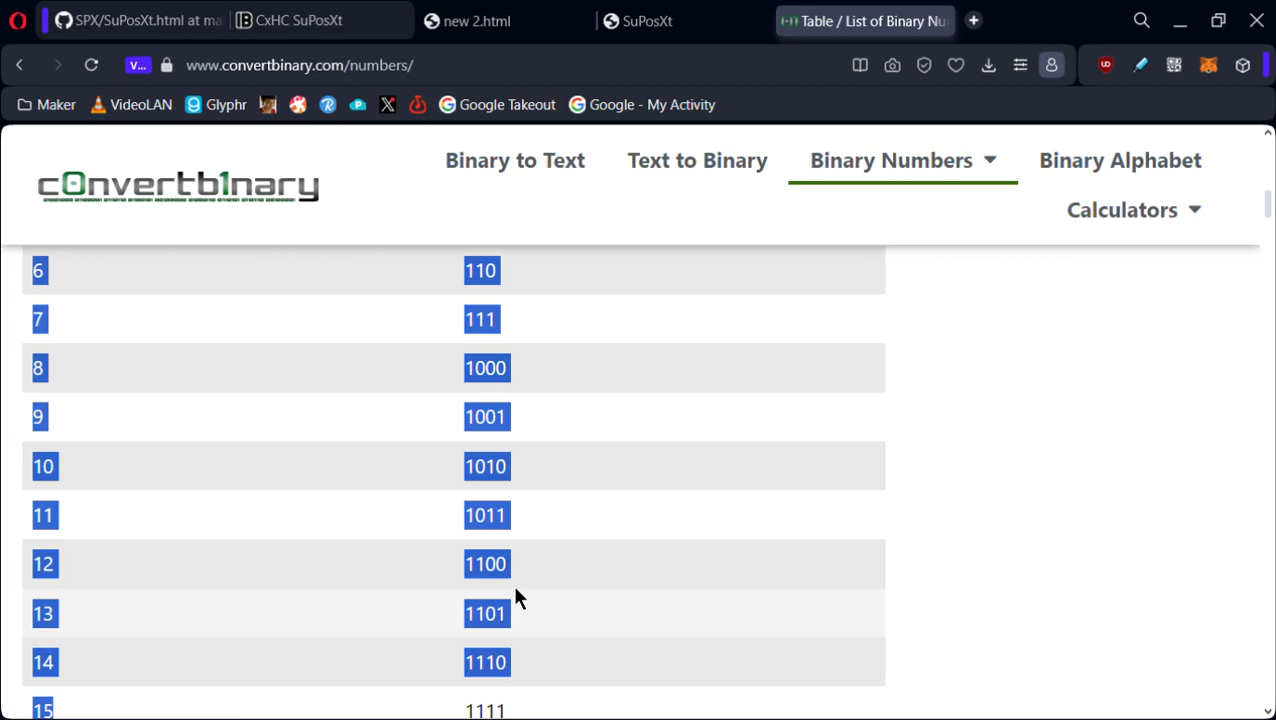 SPX/SuPosXt.html at ma
CxHC SuPosXt
new 2.html
SuPosXt
Table / List of Binary Nu
V...
www.convertbinary.com/numbers/
Maker
VideoLAN
Glyphr
Google Takeout
Google - My Activity
c0nvertb1nary
Binary to Text
Text to Binary
Binary Numbers
Binary Alphabet
Calculators
6 110
7 111
8 1000
9 1001
10 1010
11 1011
12 1100
13 1101
14 1110
15 1111